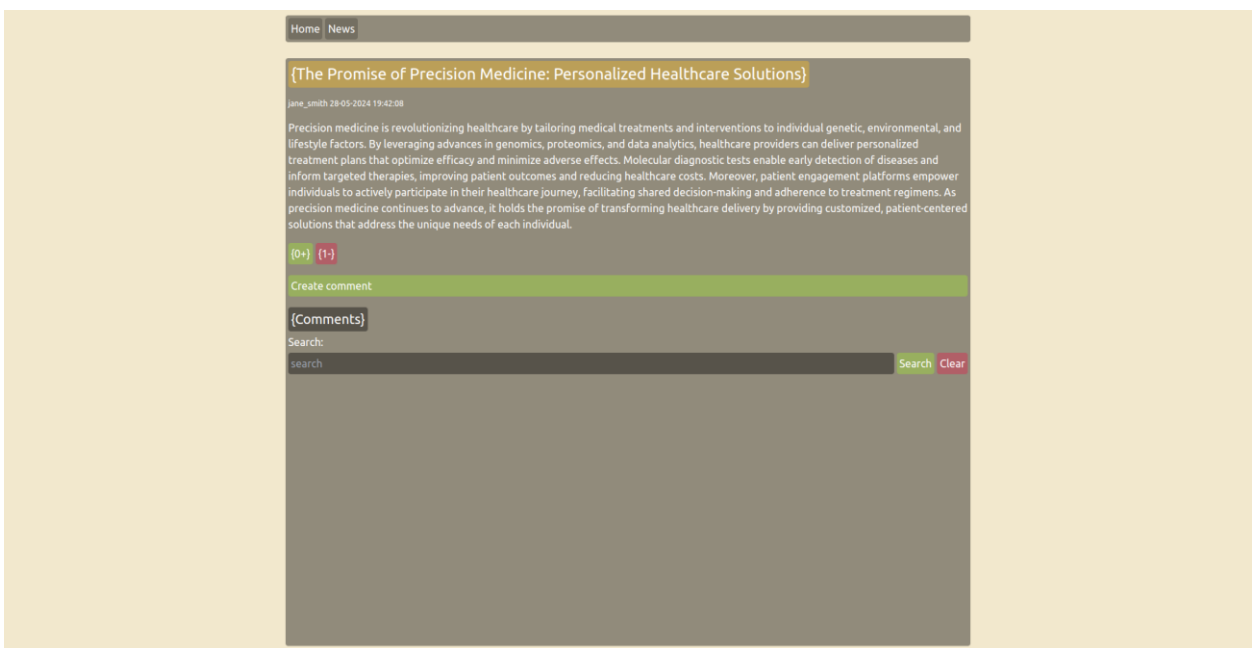 Home News
{The Promise of Precision Medicine: Personalized Healthcare Solutions}
jane_smith 28-05-2024 19:42:08
Precision medicine is revolutionizing healthcare by tailoring medical treatments and interventions to individual genetic, environmental, and
lifestyle factors. By leveraging advances in genomics, proteomics, and data analytics, healthcare providers can deliver personalized
treatment plans that optimize efficacy and minimize adverse effects. Molecular diagnostic tests enable early detection of diseases and
inform targeted therapies, improving patient outcomes and reducing healthcare costs. Moreover, patient engagement platforms empower
individuals to actively participate in their healthcare journey, facilitating shared decision-making and adherence to treatment regimens. As
precision medicine continues to advance, it holds the promise of transforming healthcare delivery by providing customized, patient-centered
solutions that address the unique needs of each individual.
{0+} {1-}
Create comment
{Comments}
Search:
search Search Clear